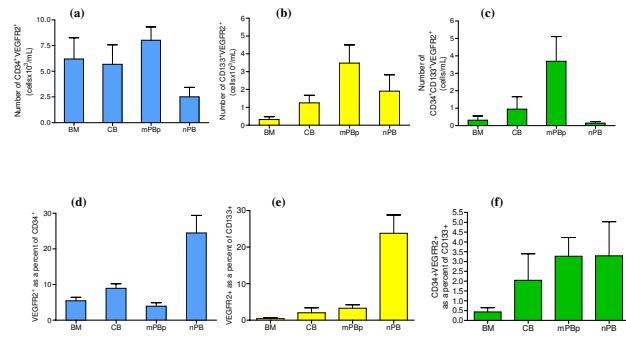 (a)
Number of CD34⁺VEGFR2⁺
(cellsx10³/mL)
10.0
7.5
5.0
2.5
0.0
BM CB mPBp nPB
(b)
Number of CD133⁺VEGFR2⁺
(cellsx10³/mL)
6
5
4
3
2
1
0
BM CB mPBp nPB
(c)
Number of
CD34⁺CD133⁺VEGFR2⁺
(cells/mL)
6
5
4
3
2
1
0
BM CB mPBp nPB
(d)
VEGFR2⁺ as a percent of CD34⁺
30
20
10
0
BM CB mPBp nPB
(e)
VEGFR2+ as a percent of CD133+
30
20
10
0
BM CB mPBp nPB
(f)
CD34+VEGFR2+
as a percent of CD133+
5.5
5.0
4.5
4.0
3.5
3.0
2.5
2.0
1.5
1.0
0.5
0.0
BM CB mPBp nPB